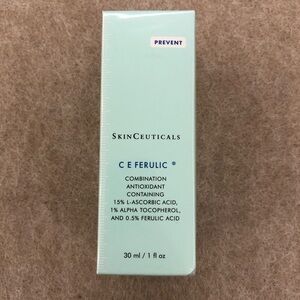 PREVENT
SKINCEUTICALS
C E FERULIC ®
COMBINATION
ANTIOXIDANT
CONTAINING
15% L-ASCORBIC ACID,
1% ALPHA TOCOPHEROL,
AND 0.5% FERULIC ACID
30 ml / 1 fl oz